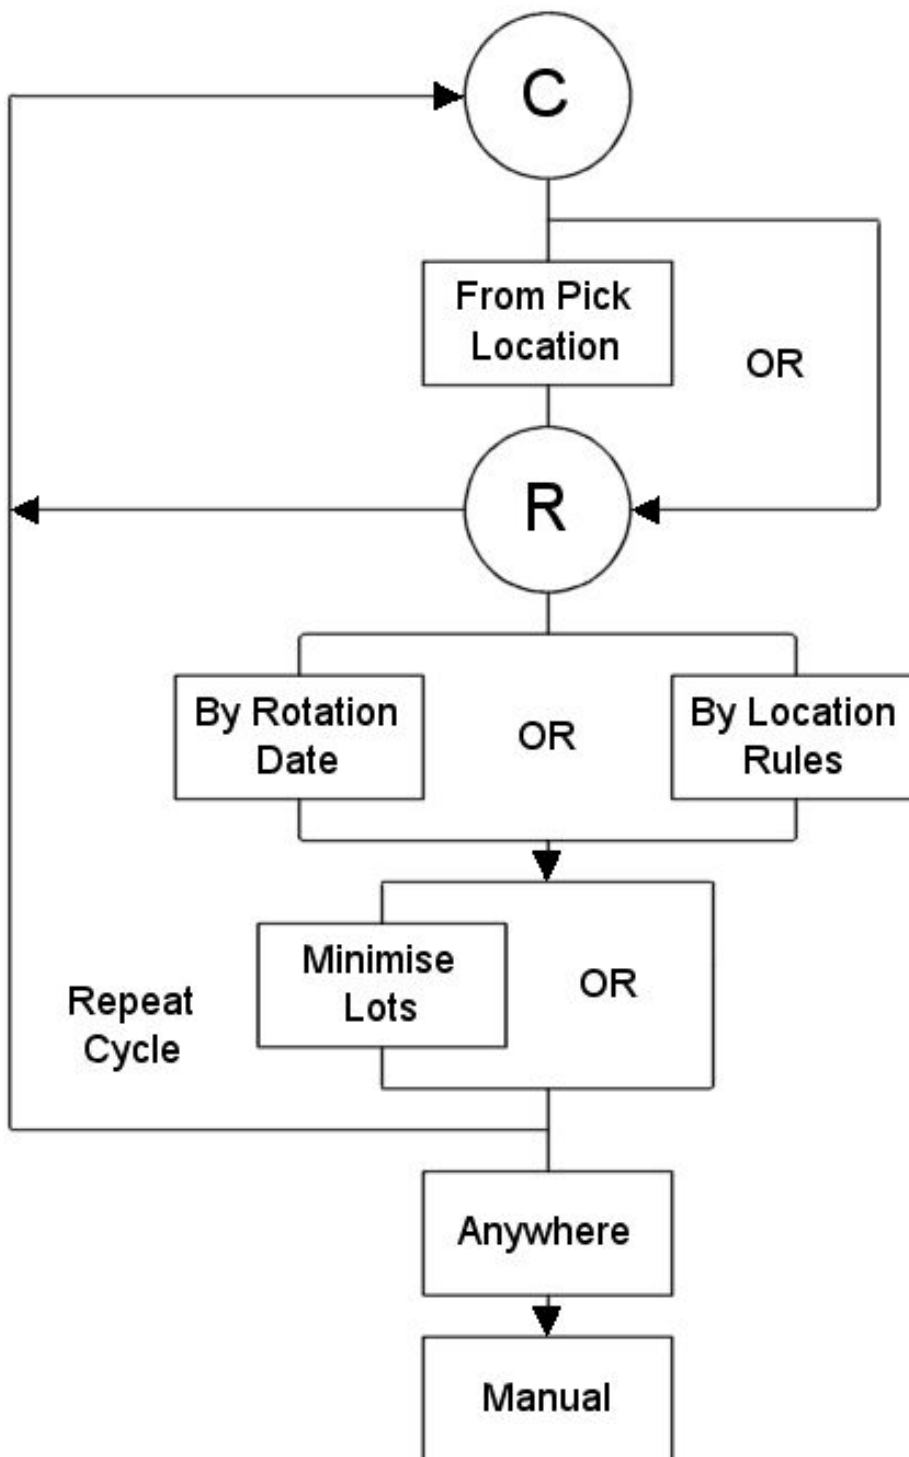 C
From Pick
Location
OR
R
By Rotation
Date
OR
By Location
Rules
Minimise
Lots
OR
Repeat
Cycle
Anywhere
Manual